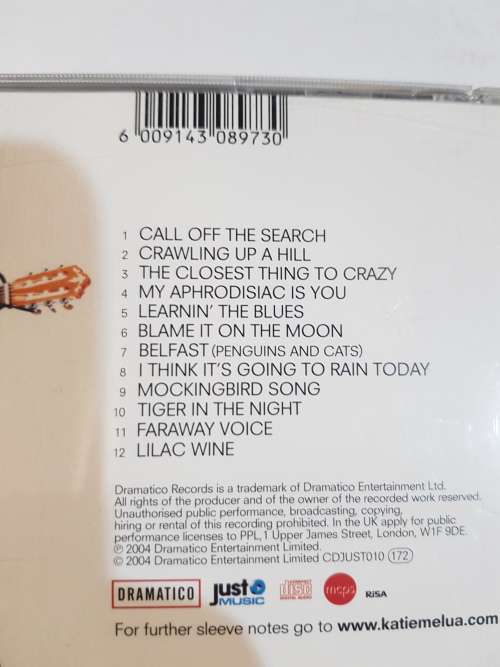 6 009143 089730
1 CALL OFF THE SEARCH
2 CRAWLING UP A HILL
3 THE CLOSEST THING TO CRAZY
4 MY APHRODISIAC IS YOU
5 LEARNIN' THE BLUES
6 BLAME IT ON THE MOON
7 BELFAST (PENGUINS AND CATS)
8 I THINK IT'S GOING TO RAIN TODAY
9 MOCKINGBIRD SONG
10 TIGER IN THE NIGHT
11 FARAWAY VOICE
12 LILAC WINE
Dramatico Records is a trademark of Dramatico Entertainment Ltd.
All rights of the producer and of the owner of the recorded work reserved.
Unauthorised public performance, broadcasting, copying,
hiring or rental of this recording prohibited. In the UK apply for public
performance licenses to PPL, 1 Upper James Street, London, W1F 9DE.
℗ 2004 Dramatico Entertainment Limited.
© 2004 Dramatico Entertainment Limited CDJUST010 172
DRAMATICO just MUSIC COMPACT disc DIGITAL AUDIO mcps RiSA
For further sleeve notes go to www.katiemelua.com